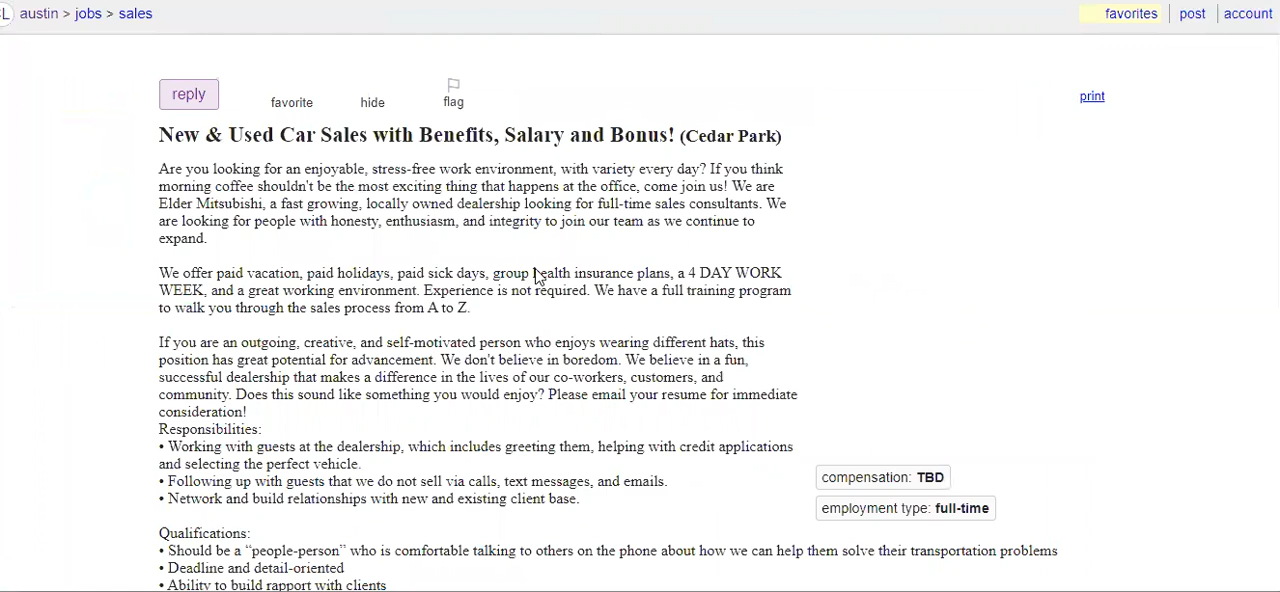 CL austin > jobs > sales favorites post account
reply favorite hide flag print
New & Used Car Sales with Benefits, Salary and Bonus! (Cedar Park)
Are you looking for an enjoyable, stress-free work environment, with variety every day? If you think
morning coffee shouldn't be the most exciting thing that happens at the office, come join us! We are
Elder Mitsubishi, a fast growing, locally owned dealership looking for full-time sales consultants. We
are looking for people with honesty, enthusiasm, and integrity to join our team as we continue to
expand.
We offer paid vacation, paid holidays, paid sick days, group health insurance plans, a 4 DAY WORK
WEEK, and a great working environment. Experience is not required. We have a full training program
to walk you through the sales process from A to Z.
If you are an outgoing, creative, and self-motivated person who enjoys wearing different hats, this
position has great potential for advancement. We don't believe in boredom. We believe in a fun,
successful dealership that makes a difference in the lives of our co-workers, customers, and
community. Does this sound like something you would enjoy? Please email your resume for immediate
consideration!
Responsibilities:
• Working with guests at the dealership, which includes greeting them, helping with credit applications
and selecting the perfect vehicle.
• Following up with guests that we do not sell via calls, text messages, and emails.
• Network and build relationships with new and existing client base.
compensation: TBD
employment type: full-time
Qualifications:
• Should be a “people-person” who is comfortable talking to others on the phone about how we can help them solve their transportation problems
• Deadline and detail-oriented
• Ability to build rapport with clients